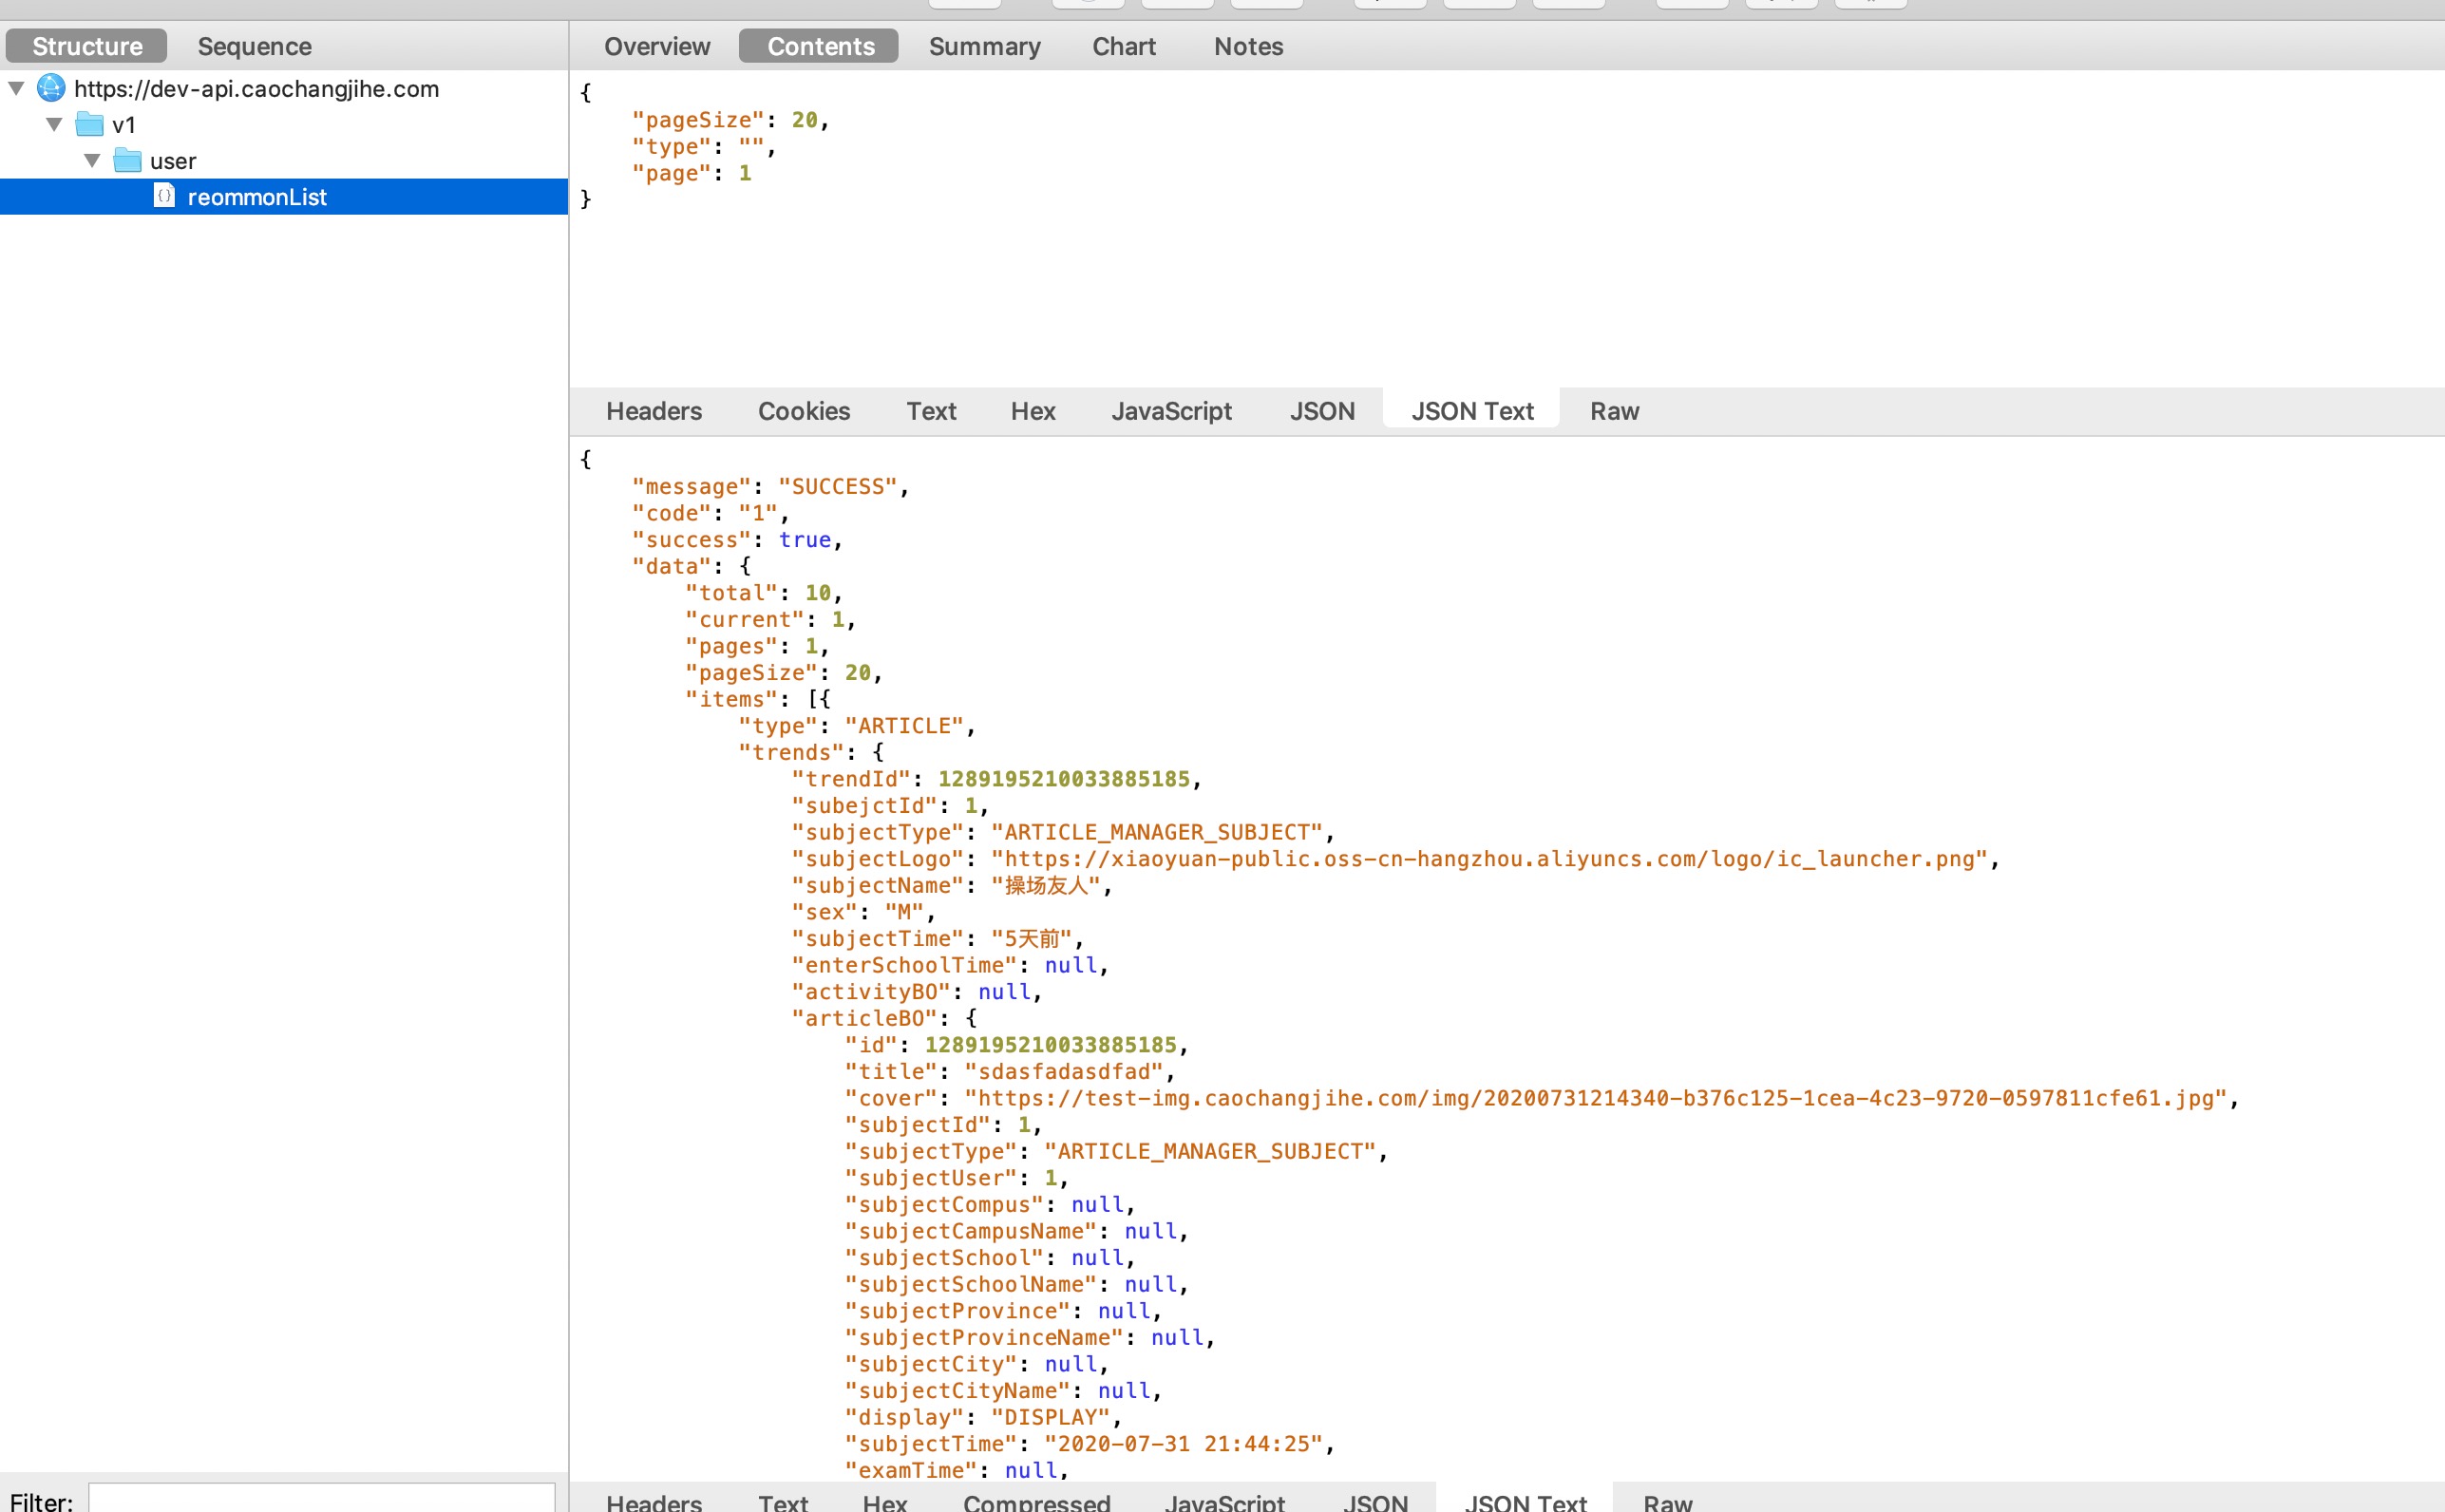 Structure Sequence
https://dev-api.caochangjihe.com
v1
user
reommonList
Filter:
Overview Contents Summary Chart Notes
{
"pageSize": 20,
"type": "",
"page": 1
}
Headers Cookies Text Hex JavaScript JSON JSON Text Raw
{
"message": "SUCCESS",
"code": "1",
"success": true,
"data": {
"total": 10,
"current": 1,
"pages": 1,
"pageSize": 20,
"items": [{
"type": "ARTICLE",
"trends": {
"trendId": 1289195210033885185,
"subejctId": 1,
"subjectType": "ARTICLE_MANAGER_SUBJECT",
"subjectLogo": "https://xiaoyuan-public.oss-cn-hangzhou.aliyuncs.com/logo/ic_launcher.png",
"subjectName": "操场友人",
"sex": "M",
"subjectTime": "5天前",
"enterSchoolTime": null,
"activityBO": null,
"articleBO": {
"id": 1289195210033885185,
"title": "sdasfadasdfad",
"cover": "https://test-img.caochangjihe.com/img/20200731214340-b376c125-1cea-4c23-9720-0597811cfe61.jpg",
"subjectId": 1,
"subjectType": "ARTICLE_MANAGER_SUBJECT",
"subjectUser": 1,
"subjectCompus": null,
"subjectCampusName": null,
"subjectSchool": null,
"subjectSchoolName": null,
"subjectProvince": null,
"subjectProvinceName": null,
"subjectCity": null,
"subjectCityName": null,
"display": "DISPLAY",
"subjectTime": "2020-07-31 21:44:25",
"examTime": null,
Headers Text Hex Compressed JavaScript JSON JSON Text Raw